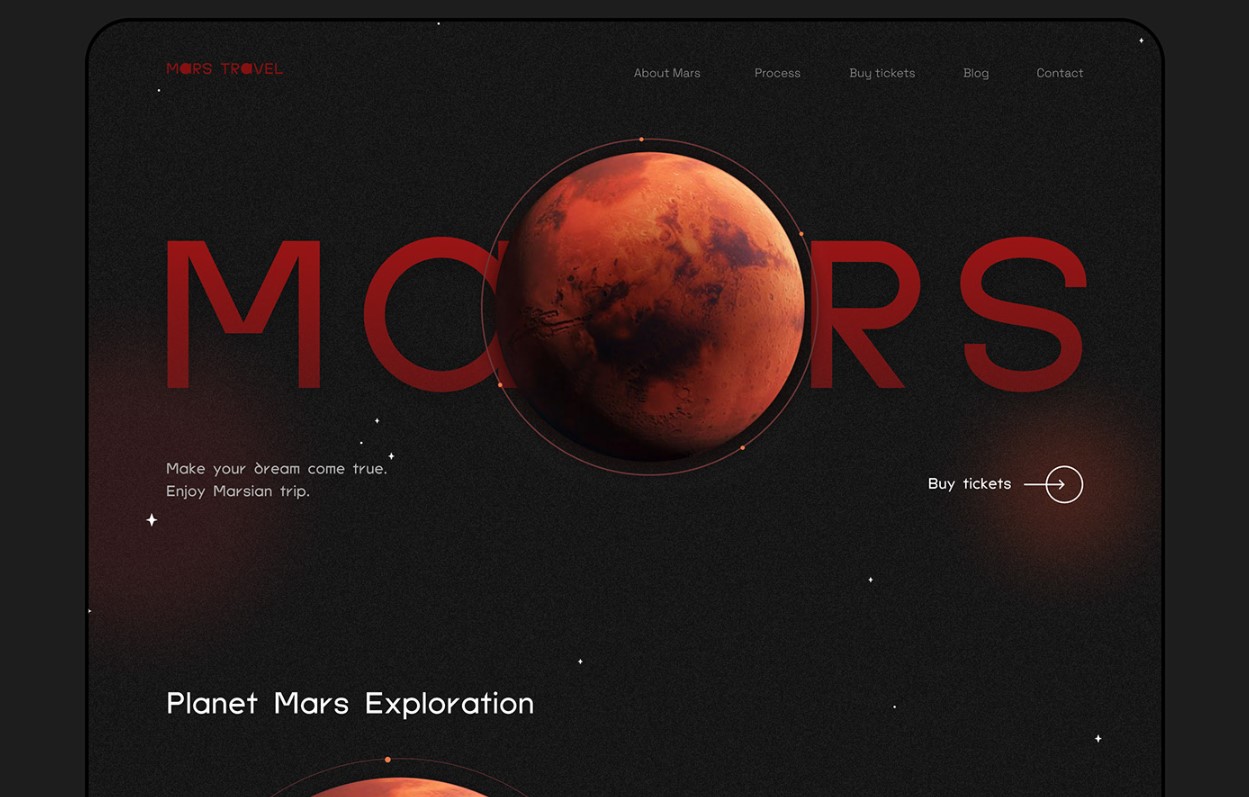 MARS TRAVEL
About Mars Process Buy tickets Blog Contact
MARS
Make your dream come true.
Enjoy Marsian trip.
Buy tickets
Planet Mars Exploration